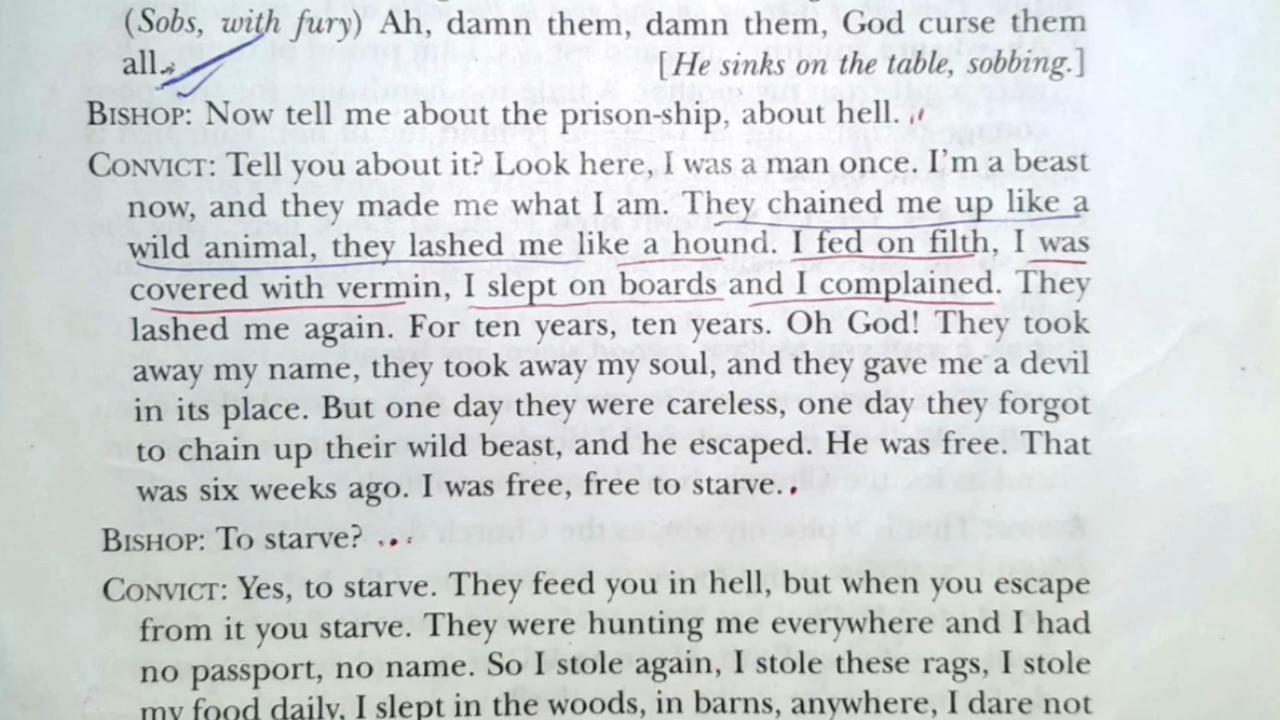 (Sobs, with fury) Ah, damn them, damn them, God curse them
all. [He sinks on the table, sobbing.]
BISHOP: Now tell me about the prison-ship, about hell.
CONVICT: Tell you about it? Look here, I was a man once. I'm a beast
now, and they made me what I am. They chained me up like a
wild animal, they lashed me like a hound. I fed on filth, I was
covered with vermin, I slept on boards and I complained. They
lashed me again. For ten years, ten years. Oh God! They took
away my name, they took away my soul, and they gave me a devil
in its place. But one day they were careless, one day they forgot
to chain up their wild beast, and he escaped. He was free. That
was six weeks ago. I was free, free to starve.
BISHOP: To starve?
CONVICT: Yes, to starve. They feed you in hell, but when you escape
from it you starve. They were hunting me everywhere and I had
no passport, no name. So I stole again, I stole these rags, I stole
my food daily, I slept in the woods, in barns, anywhere, I dare not